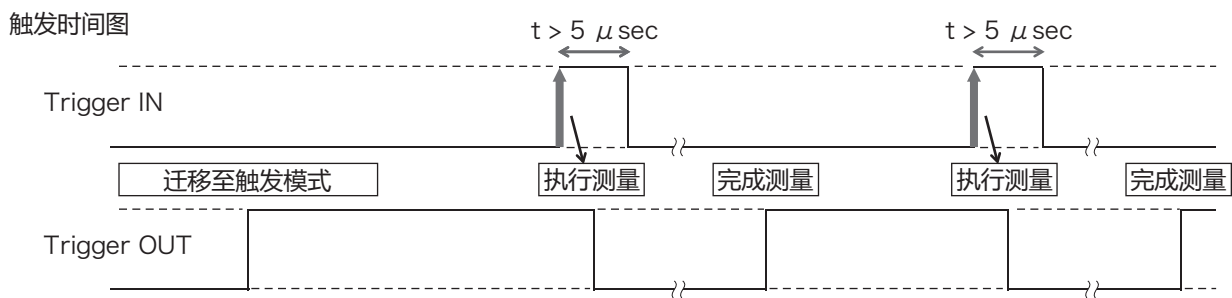 触发时间图
t > 5 μsec
t > 5 μsec
Trigger IN
迁移至触发模式
执行测量
完成测量
执行测量
完成测量
Trigger OUT